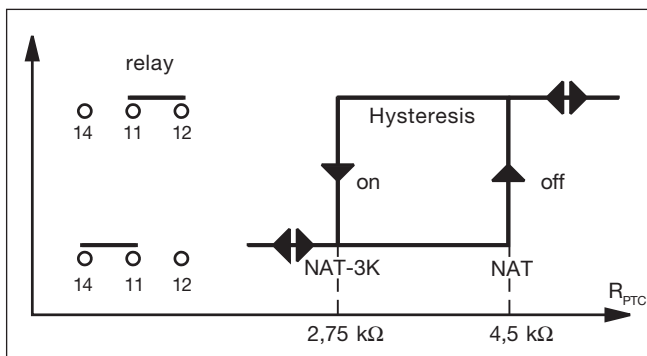 relay
14 11 12
Hysteresis
on
off
14 11 12
NAT-3K
NAT
R_PTC
2,75 kΩ
4,5 kΩ